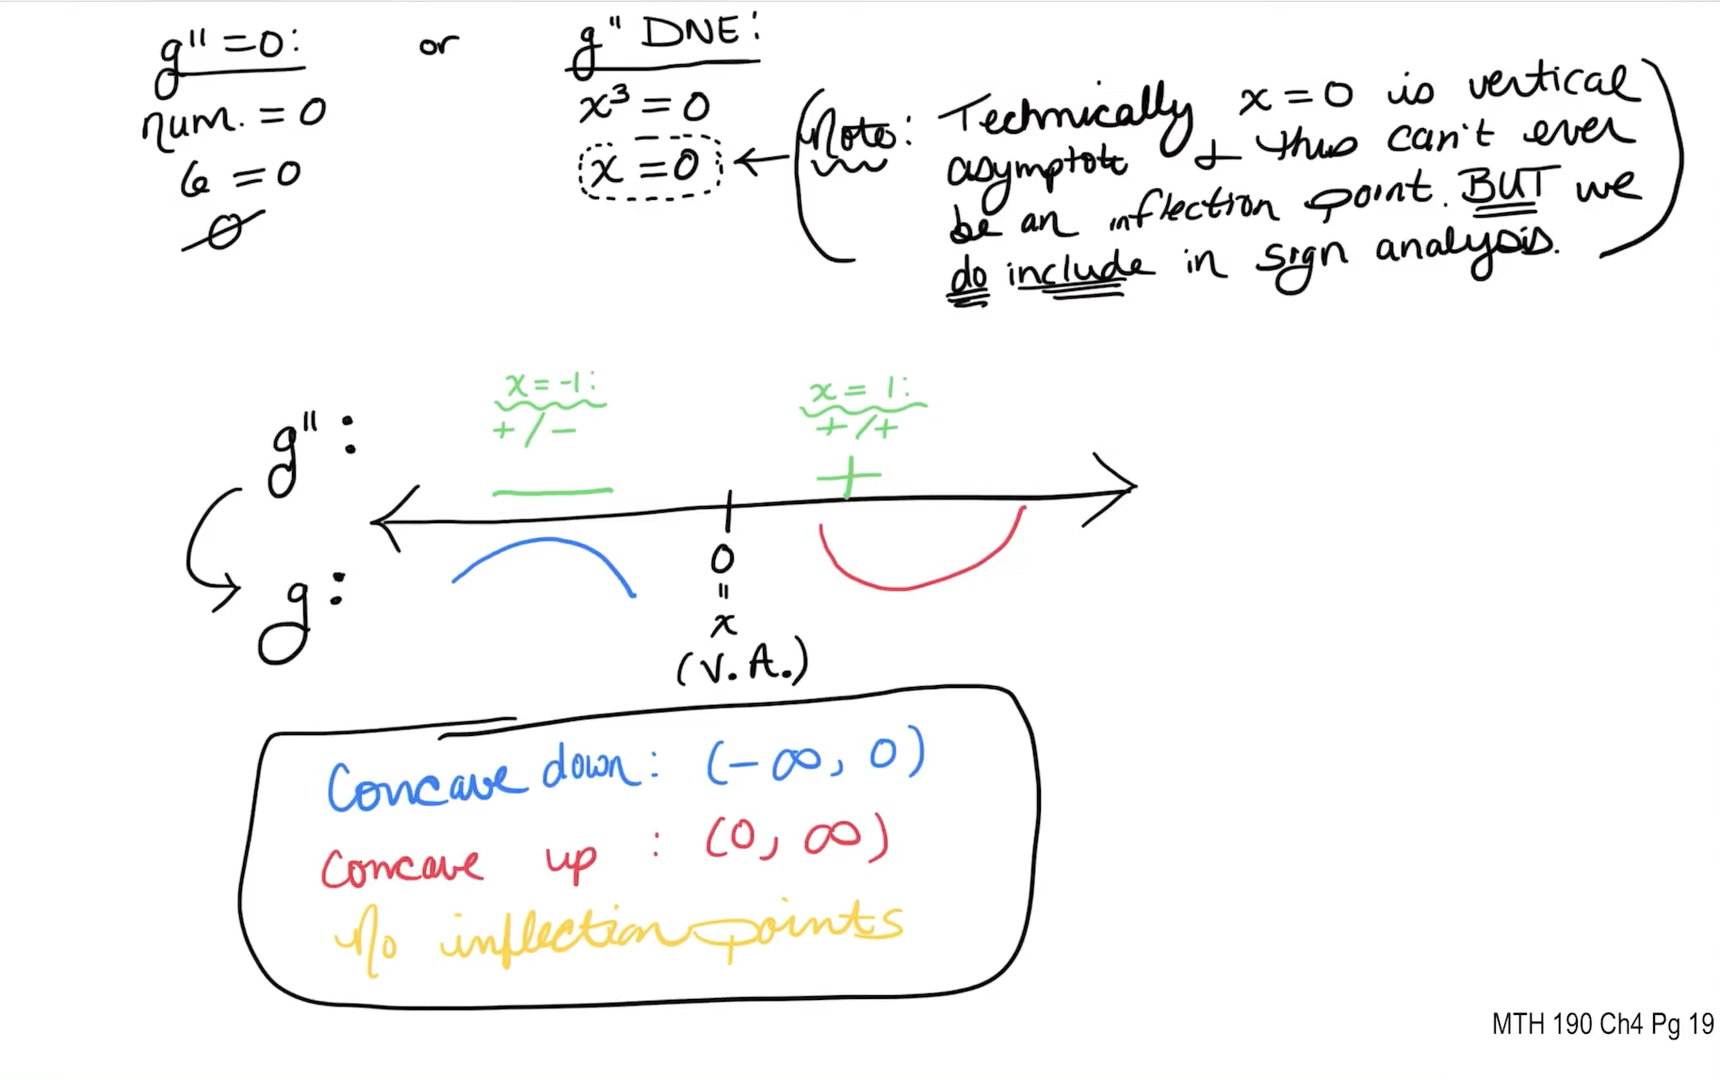 g'' = 0: or g'' DNE:
num. = 0
6 = 0
∅
x³ = 0
x = 0
(Note: Technically x = 0 is vertical
asymptote & thus can't ever
be an inflection point. BUT we
do include in sign analysis.)
x = -1: x = 1:
+/- +/+
g'': — +
0
=
x
g:
(V.A.)
Concave down: (-∞, 0)
Concave up : (0, ∞)
No inflection points
MTH 190 Ch4 Pg 19